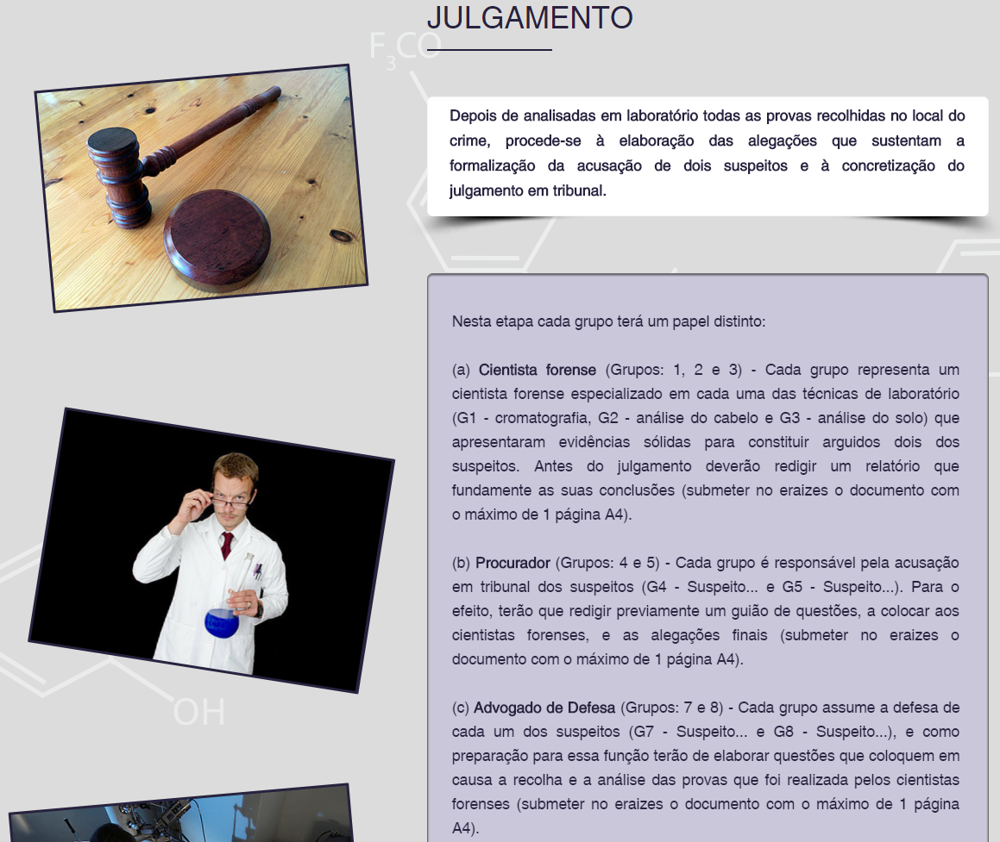 JULGAMENTO
F3CO
Depois de analisadas em laboratório todas as provas recolhidas no local do
crime, procede-se à elaboração das alegações que sustentam a
formalização da acusação de dois suspeitos e à concretização do
julgamento em tribunal.
Nesta etapa cada grupo terá um papel distinto:
(a) Cientista forense (Grupos: 1, 2 e 3) - Cada grupo representa um
cientista forense especializado em cada uma das técnicas de laboratório
(G1 - cromatografia, G2 - análise do cabelo e G3 - análise do solo) que
apresentaram evidências sólidas para constituir arguidos dois dos
suspeitos. Antes do julgamento deverão redigir um relatório que
fundamente as suas conclusões (submeter no eraizes o documento com
o máximo de 1 página A4).
(b) Procurador (Grupos: 4 e 5) - Cada grupo é responsável pela acusação
em tribunal dos suspeitos (G4 - Suspeito... e G5 - Suspeito...). Para o
efeito, terão que redigir previamente um guião de questões, a colocar aos
cientistas forenses, e as alegações finais (submeter no eraizes o
documento com o máximo de 1 página A4).
OH
(c) Advogado de Defesa (Grupos: 7 e 8) - Cada grupo assume a defesa de
cada um dos suspeitos (G7 - Suspeito... e G8 - Suspeito...), e como
preparação para essa função terão de elaborar questões que coloquem em
causa a recolha e a análise das provas que foi realizada pelos cientistas
forenses (submeter no eraizes o documento com o máximo de 1 página
A4).